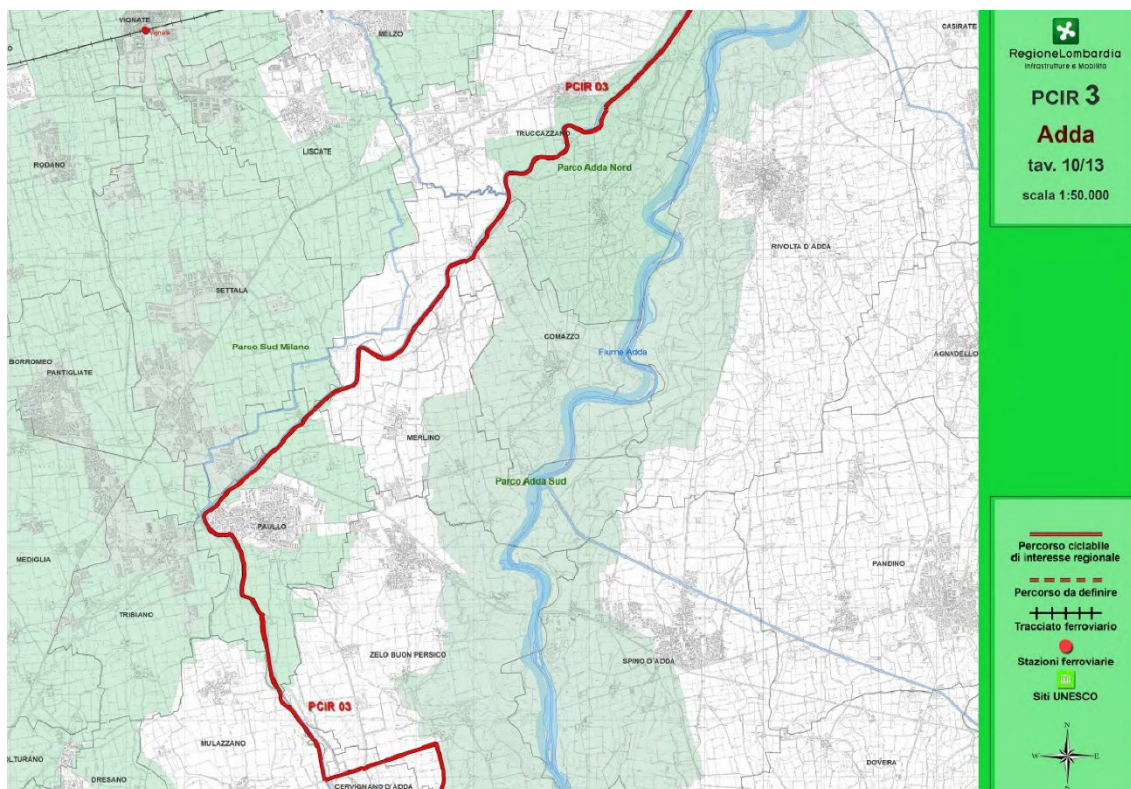 VIGNATE
Vignate
MELZO
CASIRATE
PCIR 03
TRUCCAZZANO
LISCATE
RODANO
Parco Adda Nord
RIVOLTA D'ADDA
SETTALA
COMAZZO
Parco Sud Milano
Fiume Adda
BORROMEO
AGNADELLO
PANTIGLIATE
MERLINO
Parco Adda Sud
PAULLO
MEDIGLIA
PANDINO
TRIBIANO
ZELO BUON PERSICO
SPINO D'ADDA
PCIR 03
MULAZZANO
OLTURANO
DOVERA
DRESANO
CERVIGNANO D'ADDA
RegioneLombardia
Infrastrutture e Mobilità
PCIR 3
Adda
tav. 10/13
scala 1:50.000
Percorso ciclabile
di interesse regionale
Percorso da definire
Tracciato ferroviario
Stazioni ferroviarie
Siti UNESCO
N
W
E